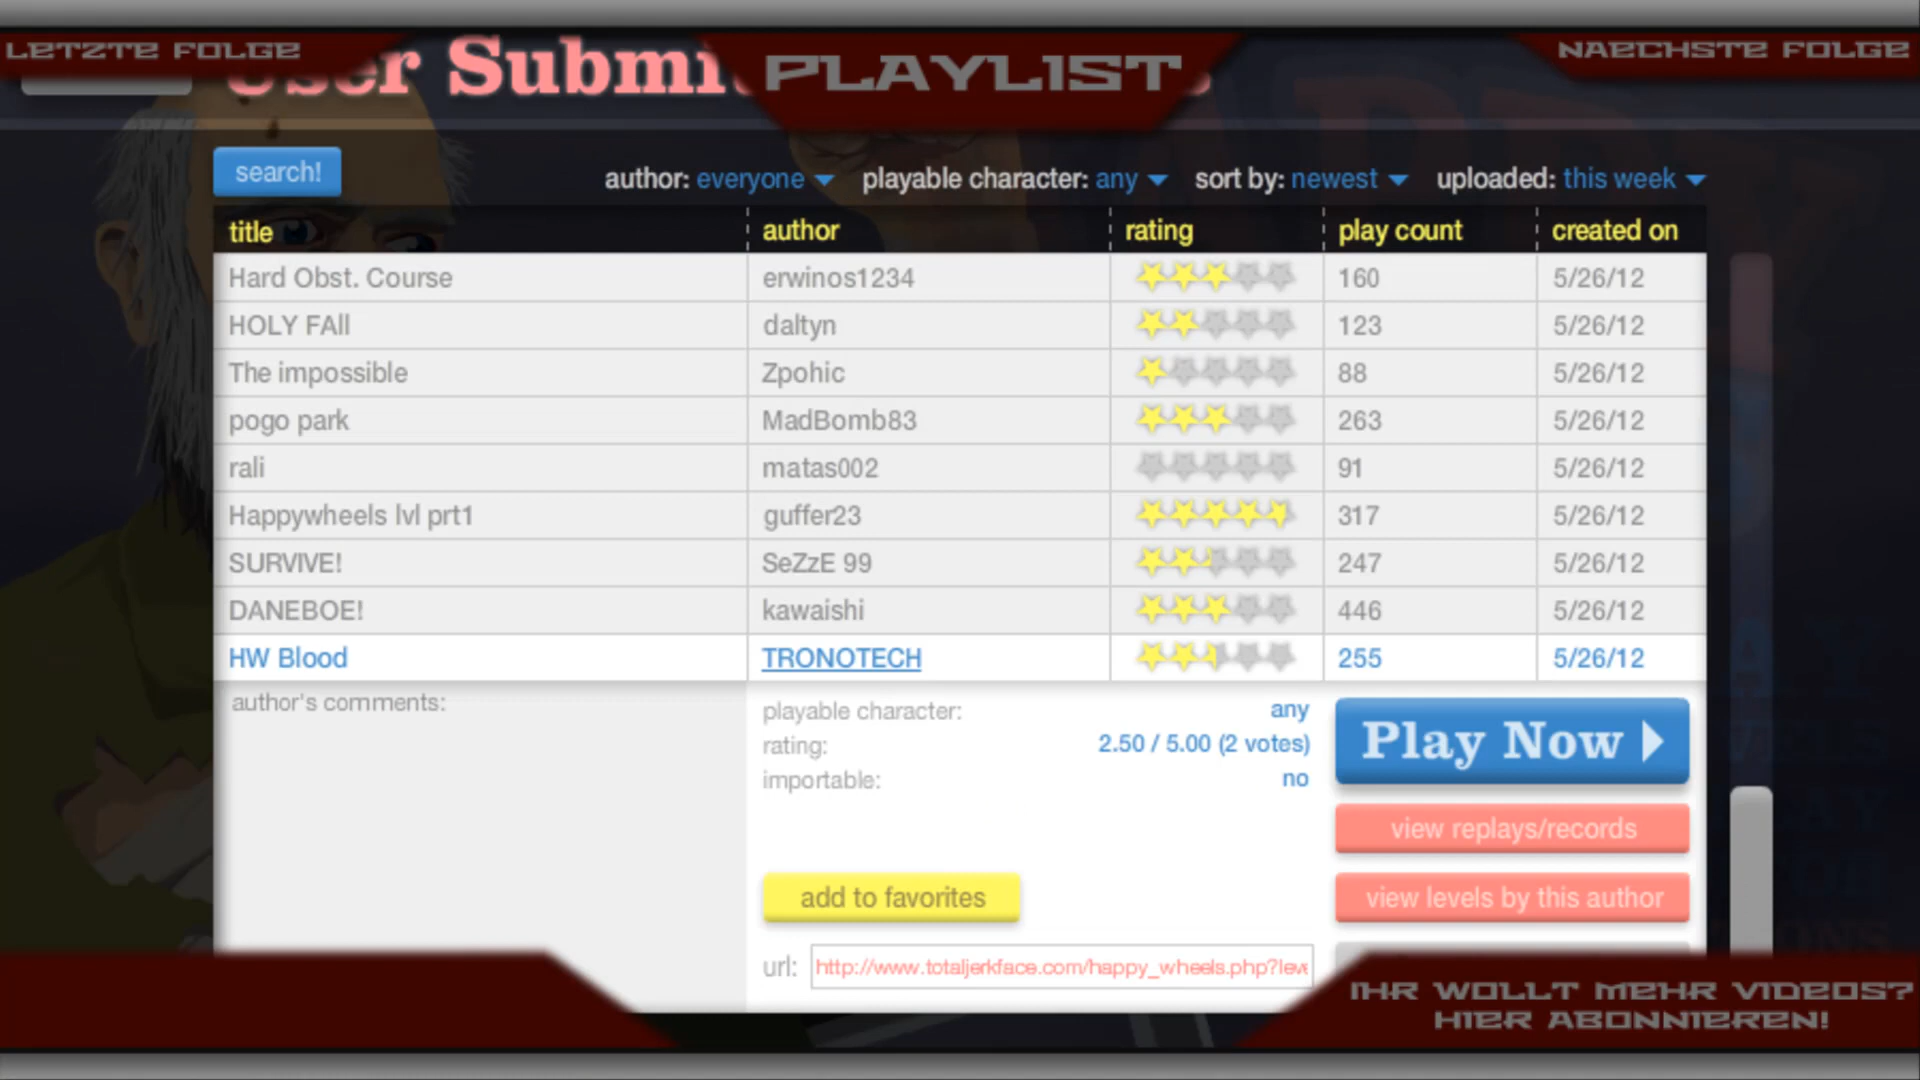 LETZTE FOLGE
PLAYLIST
NAECHSTE FOLGE
User Submi
search!
author: everyone
playable character: any
sort by: newest
uploaded: this week
title author rating play count created on
Hard Obst. Course erwinos1234 160 5/26/12
HOLY FAll daltyn 123 5/26/12
The impossible Zpohic 88 5/26/12
pogo park MadBomb83 263 5/26/12
rali matas002 91 5/26/12
Happywheels lvl prt1 guffer23 317 5/26/12
SURVIVE! SeZzE 99 247 5/26/12
DANEBOE! kawaishi 446 5/26/12
HW Blood TRONOTECH 255 5/26/12
author's comments:
playable character: any
rating: 2.50 / 5.00 (2 votes)
importable: no
Play Now
view replays/records
add to favorites
view levels by this author
url: http://www.totaljerkface.com/happy_wheels.php?leve
IHR WOLLT MEHR VIDEOS?
HIER ABONNIEREN!